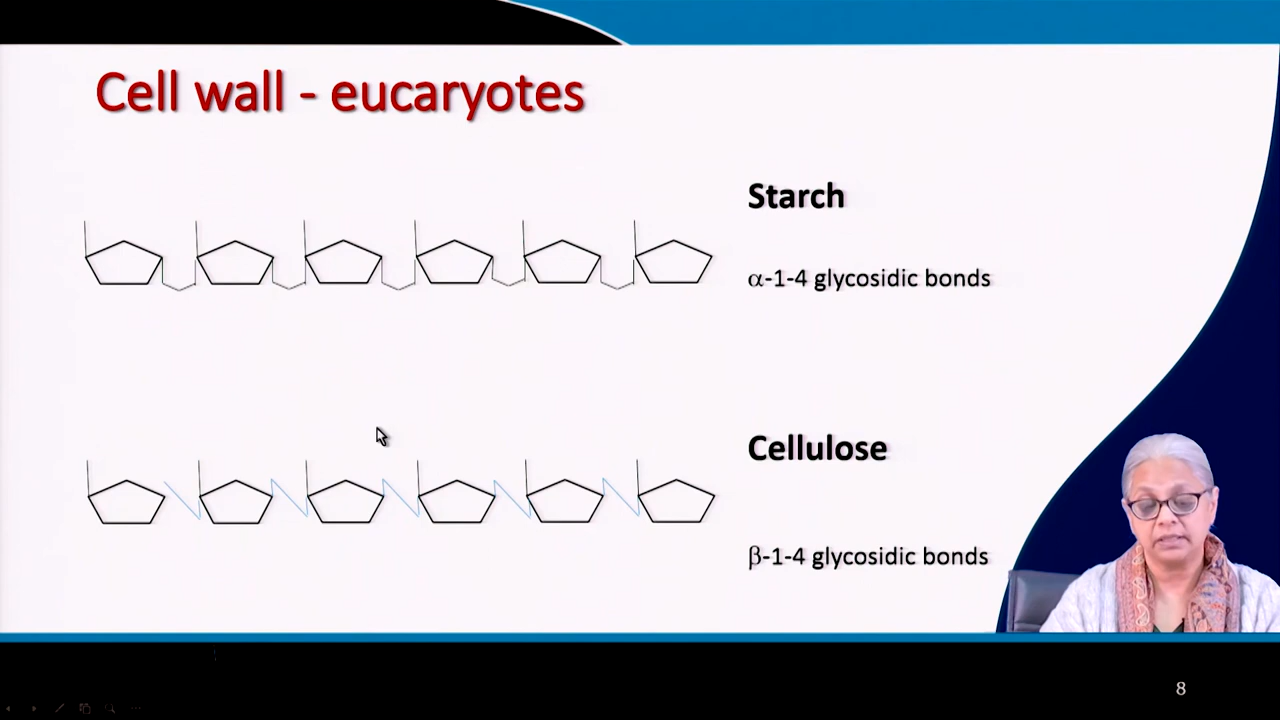 Cell wall - eucaryotes
Starch
α-1-4 glycosidic bonds
Cellulose
β-1-4 glycosidic bonds
8